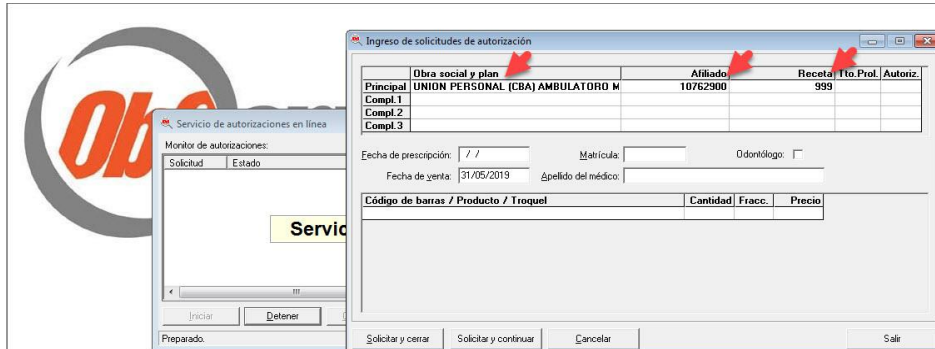 Ingreso de solicitudes de autorización
Obra social y plan Afiliado Receta Tto.Prol. Autoriz.
Principal UNION PERSONAL (CBA) AMBULATORO M 10762900 999
Compl.1
Compl.2
Compl.3
Fecha de prescripción: / / Matrícula: Odontólogo:
Fecha de venta: 31/05/2019 Apellido del médico:
Código de barras / Producto / Troquel Cantidad Fracc. Precio
Solicitar y cerrar Solicitar y continuar Cancelar Salir
Servicio de autorizaciones en línea
Monitor de autorizaciones:
Solicitud Estado
Servic
Iniciar Detener
Preparado.